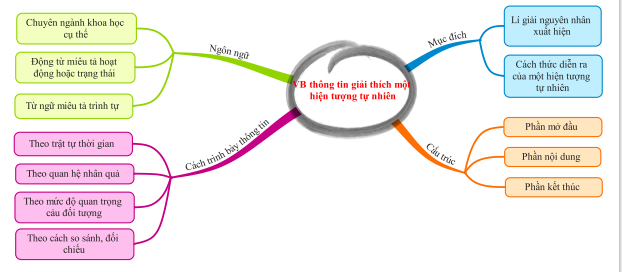 Chuyên ngành khoa học
cụ thể
Động từ miêu tả hoạt
động hoặc trạng thái
Từ ngữ miêu tả trình tự
Ngôn ngữ
VB thông tin giải thích một
hiện tượng tự nhiên
Mục đích
Lí giải nguyên nhân
xuất hiện
Cách thức diễn ra
của một hiện tượng
tự nhiên
Cách trình bày thông tin
Theo trật tự thời gian
Theo quan hệ nhân quả
Theo mức độ quan trọng
cảu đối tượng
Theo cách so sánh, đối
chiếu
Cấu trúc
Phần mở đầu
Phần nội dung
Phần kết thúc